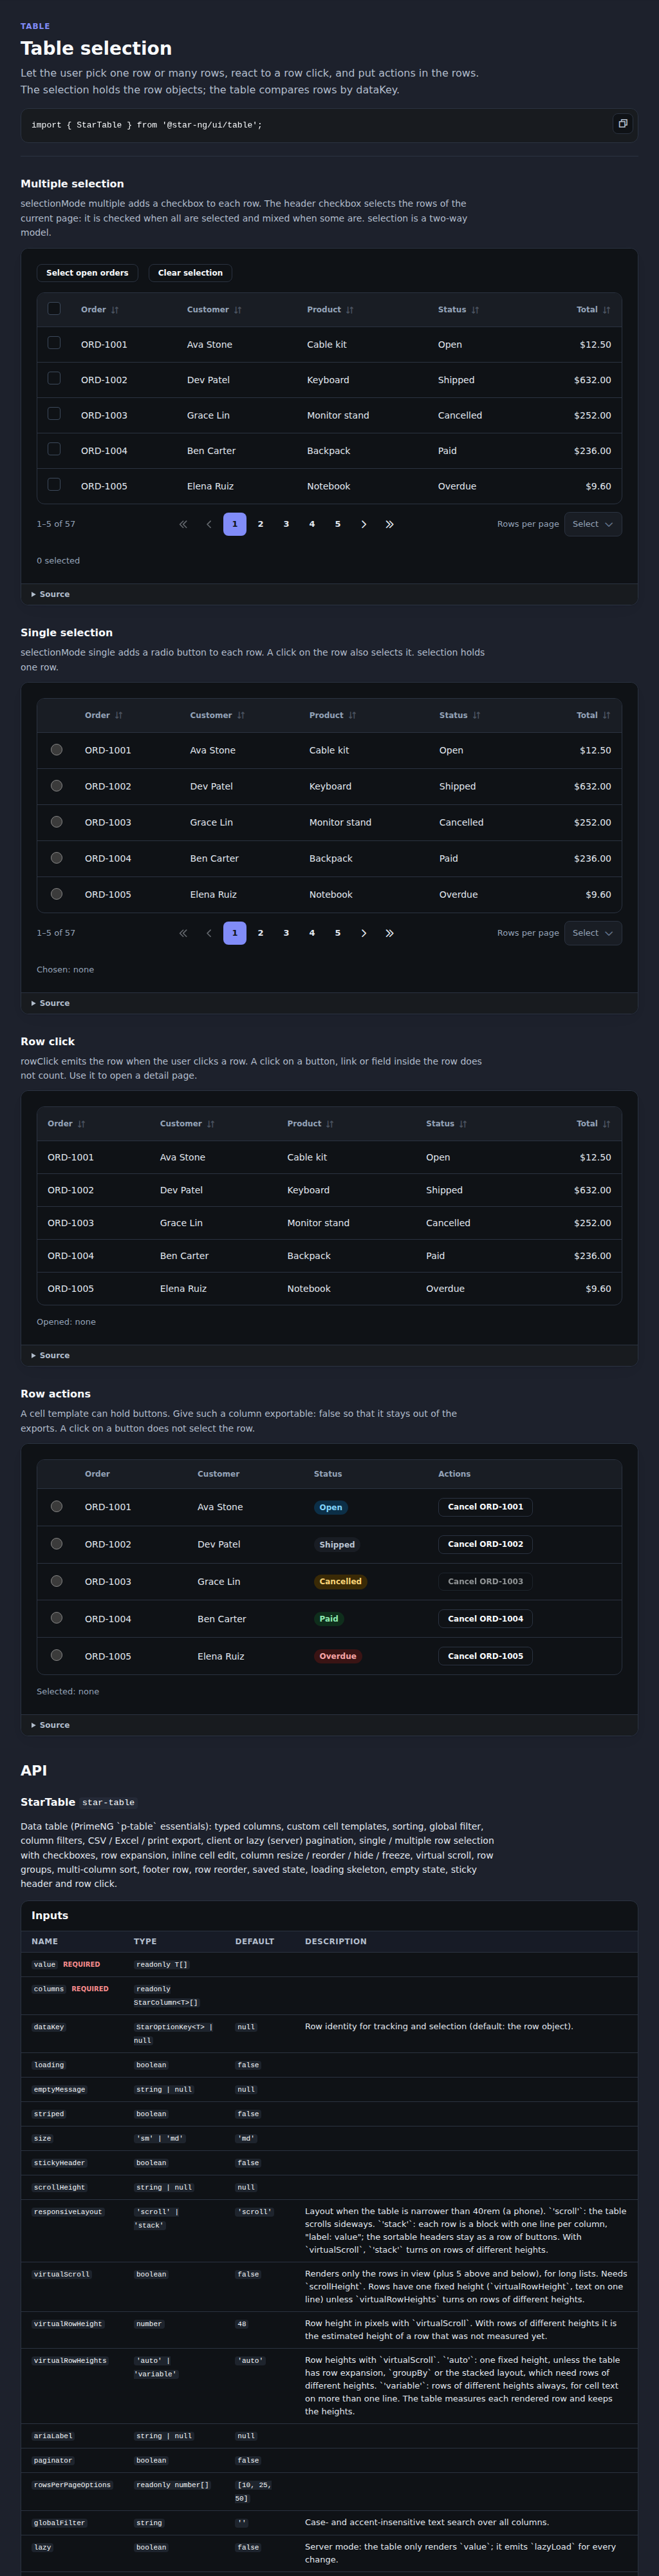 TABLE
Table selection
Let the user pick one row or many rows, react to a row click, and put actions in the rows.
The selection holds the row objects; the table compares rows by dataKey.
import { StarTable } from '@star-ng/ui/table';
Multiple selection
selectionMode multiple adds a checkbox to each row. The header checkbox selects the rows of the
current page: it is checked when all are selected and mixed when some are. selection is a two-way
model.
Select open orders Clear selection
Order Customer Product Status Total
ORD-1001 Ava Stone Cable kit Open $12.50
ORD-1002 Dev Patel Keyboard Shipped $632.00
ORD-1003 Grace Lin Monitor stand Cancelled $252.00
ORD-1004 Ben Carter Backpack Paid $236.00
ORD-1005 Elena Ruiz Notebook Overdue $9.60
1–5 of 57 1 2 3 4 5 Rows per page Select
0 selected
Source
Single selection
selectionMode single adds a radio button to each row. A click on the row also selects it. selection holds
one row.
Order Customer Product Status Total
ORD-1001 Ava Stone Cable kit Open $12.50
ORD-1002 Dev Patel Keyboard Shipped $632.00
ORD-1003 Grace Lin Monitor stand Cancelled $252.00
ORD-1004 Ben Carter Backpack Paid $236.00
ORD-1005 Elena Ruiz Notebook Overdue $9.60
1–5 of 57 1 2 3 4 5 Rows per page Select
Chosen: none
Source
Row click
rowClick emits the row when the user clicks a row. A click on a button, link or field inside the row does
not count. Use it to open a detail page.
Order Customer Product Status Total
ORD-1001 Ava Stone Cable kit Open $12.50
ORD-1002 Dev Patel Keyboard Shipped $632.00
ORD-1003 Grace Lin Monitor stand Cancelled $252.00
ORD-1004 Ben Carter Backpack Paid $236.00
ORD-1005 Elena Ruiz Notebook Overdue $9.60
Opened: none
Source
Row actions
A cell template can hold buttons. Give such a column exportable: false so that it stays out of the
exports. A click on a button does not select the row.
Order Customer Status Actions
ORD-1001 Ava Stone Open Cancel ORD-1001
ORD-1002 Dev Patel Shipped Cancel ORD-1002
ORD-1003 Grace Lin Cancelled Cancel ORD-1003
ORD-1004 Ben Carter Paid Cancel ORD-1004
ORD-1005 Elena Ruiz Overdue Cancel ORD-1005
Selected: none
Source
API
StarTable star-table
Data table (PrimeNG `p-table` essentials): typed columns, custom cell templates, sorting, global filter,
column filters, CSV / Excel / print export, client or lazy (server) pagination, single / multiple row selection
with checkboxes, row expansion, inline cell edit, column resize / reorder / hide / freeze, virtual scroll, row
groups, multi-column sort, footer row, row reorder, saved state, loading skeleton, empty state, sticky
header and row click.
Inputs
NAME TYPE DEFAULT DESCRIPTION
value REQUIRED readonly T[]
columns REQUIRED readonly
StarColumn<T>[]
dataKey StarOptionKey<T> | null Row identity for tracking and selection (default: the row object).
null
loading boolean false
emptyMessage string | null null
striped boolean false
size 'sm' | 'md' 'md'
stickyHeader boolean false
scrollHeight string | null null
responsiveLayout 'scroll' | 'scroll' Layout when the table is narrower than 40rem (a phone). `'scroll'`: the table
'stack' scrolls sideways. `'stack'`: each row is a block with one line per column,
"label: value"; the sortable headers stay as a row of buttons. With
`virtualScroll`, `'stack'` turns on rows of different heights.
virtualScroll boolean false Renders only the rows in view (plus 5 above and below), for long lists. Needs
`scrollHeight`. Rows have one fixed height (`virtualRowHeight`, text on one
line) unless `virtualRowHeights` turns on rows of different heights.
virtualRowHeight number 48 Row height in pixels with `virtualScroll`. With rows of different heights it is
the estimated height of a row that was not measured yet.
virtualRowHeights 'auto' | 'auto' Row heights with `virtualScroll`. `'auto'`: one fixed height, unless the table
'variable' has row expansion, `groupBy` or the stacked layout, which need rows of
different heights. `'variable'`: rows of different heights always, for cell text
on more than one line. The table measures each rendered row and keeps
the heights.
ariaLabel string | null null
paginator boolean false
rowsPerPageOptions readonly number[] [10, 25,
50]
globalFilter string '' Case- and accent-insensitive text search over all columns.
lazy boolean false Server mode: the table only renders `value`; it emits `lazyLoad` for every
change.